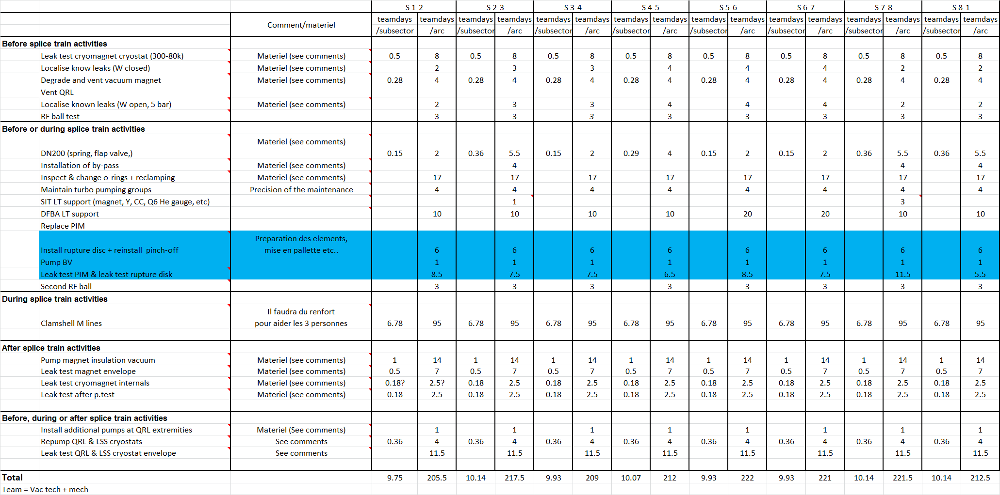 S 1-2 S 2-3 S 3-4 S 4-5 S 5-6 S 6-7 S 7-8 S 8-1
Comment/materiel teamdays /subsector teamdays /arc teamdays /subsector teamdays /arc teamdays /subsector teamdays /arc teamdays /subsector teamdays /arc teamdays /subsector teamdays /arc teamdays /subsector teamdays /arc teamdays /subsector teamdays /arc teamdays /subsector teamdays /arc
Before splice train activities
Leak test cryomagnet cryostat (300-80k) Materiel (see comments) 0.5 8 0.5 8 0.5 8 0.5 8 0.5 8 0.5 8 0.5 8 0.5 8
Localise know leaks (W closed) Materiel (see comments) 2 3 3 4 4 4 2 2
Degrade and vent vacuum magnet Materiel (see comments) 0.28 4 0.28 4 0.28 4 0.28 4 0.28 4 0.28 4 0.28 4 0.28 4
Vent QRL
Localise known leaks (W open, 5 bar) Materiel (see comments) 2 3 3 4 4 4 2 2
RF ball test 3 3 3 3 3 3 3 3
Before or during splice train activities
Materiel (see comments)
DN200 (spring, flap valve,) 0.15 2 0.36 5.5 0.15 2 0.29 4 0.15 2 0.15 2 0.36 5.5 0.36 5.5
Installation of by-pass Materiel (see comments) 4 4 4
Inspect & change o-rings + reclamping Materiel (see comments) 17 17 17 17 17 17 17 17
Maintain turbo pumping groups Precision of the maintenance 4 4 4 4 4 4 4 4
SIT LT support (magnet, Y, CC, Q6 He gauge, etc) 1 3
DFBA LT support 10 10 10 10 20 20 10 10
Replace PIM
Preparation des elements,
Install rupture disc + reinstall pinch-off mise en pallette etc.. 6 6 6 6 6 6 6 6
Pump BV 1 1 1 1 1 1 1 1
Leak test PIM & leak test rupture disk 8.5 7.5 7.5 6.5 8.5 7.5 11.5 5.5
Second RF ball 3 3 3 3 3 3 3 3
During splice train activities
Il faudra du renfort
Clamshell M lines pour aider les 3 personnes 6.78 95 6.78 95 6.78 95 6.78 95 6.78 95 6.78 95 6.78 95 6.78 95
After splice train activities
Pump magnet insulation vacuum Materiel (see comments) 1 14 1 14 1 14 1 14 1 14 1 14 1 14 1 14
Leak test magnet envelope Materiel (see comments) 0.5 7 0.5 7 0.5 7 0.5 7 0.5 7 0.5 7 0.5 7 0.5 7
Leak test cryomagnet internals Materiel (see comments) 0.18? 2.5? 0.18 2.5 0.18 2.5 0.18 2.5 0.18 2.5 0.18 2.5 0.18 2.5 0.18 2.5
Leak test after p.test Materiel (see comments) 0.18 2.5 0.18 2.5 0.18 2.5 0.18 2.5 0.18 2.5 0.18 2.5 0.18 2.5 0.18 2.5
Before, during or after splice train activities
Install additional pumps at QRL extremities Materiel (See comments) 1 1 1 1 1 1 1 1
Repump QRL & LSS cryostats See comments 0.36 4 0.36 4 0.36 4 0.36 4 0.36 4 0.36 4 0.36 4 0.36 4
Leak test QRL & LSS cryostat envelope See comments 11.5 11.5 11.5 11.5 11.5 11.5 11.5 11.5
Total 9.75 205.5 10.14 217.5 9.93 209 10.07 212 9.93 222 9.93 221 10.14 221.5 10.14 212.5
Team = Vac tech + mech